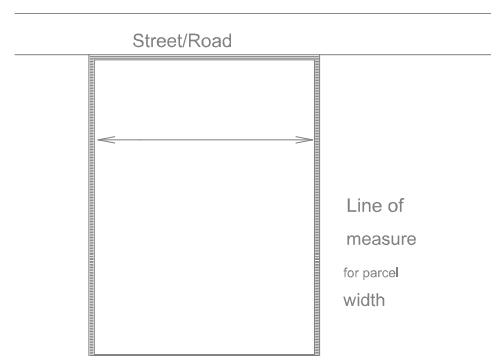 Street/Road
Line of
measure
for parcel
width